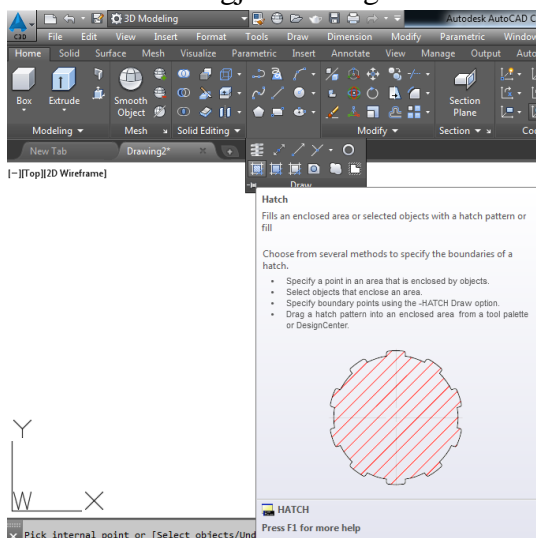 3D Modeling
Autodesk AutoCAD C
C3D
File Edit View Insert Format Tools Draw Dimension Modify Parametric Window
Home Solid Surface Mesh Visualize Parametric Insert Annotate View Manage Output Auto
Box Extrude Smooth Object Section Plane
Modeling Mesh Solid Editing Modify Section Coo
New Tab Drawing2*
Draw
[–][Top][2D Wireframe]
Hatch
Fills an enclosed area or selected objects with a hatch pattern or
fill
Choose from several methods to specify the boundaries of a
hatch.
• Specify a point in an area that is enclosed by objects.
• Select objects that enclose an area.
• Specify boundary points using the -HATCH Draw option.
• Drag a hatch pattern into an enclosed area from a tool palette
or DesignCenter.
Y
W X
HATCH
Press F1 for more help
Pick internal point or [Select objects/Und